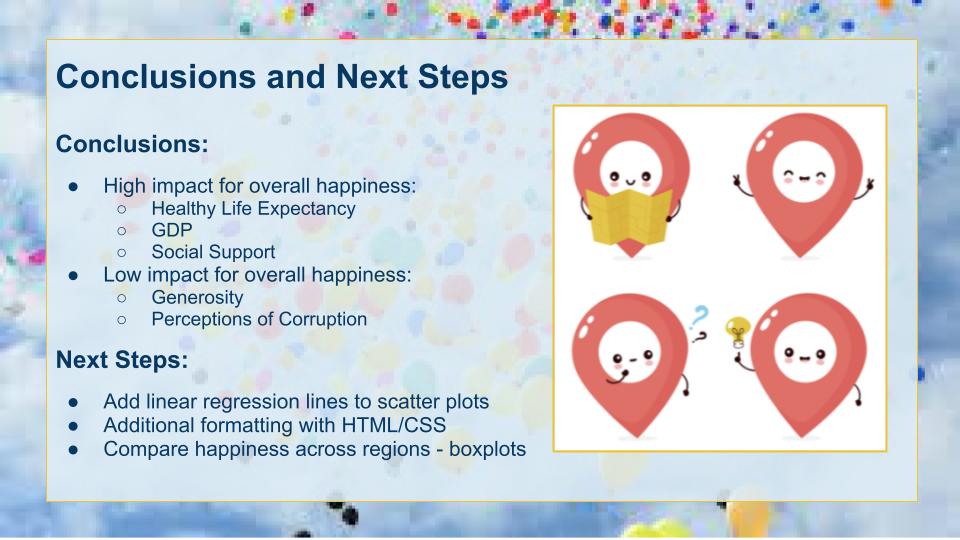 Conclusions and Next Steps
Conclusions:
● High impact for overall happiness:
○ Healthy Life Expectancy
○ GDP
○ Social Support
● Low impact for overall happiness:
○ Generosity
○ Perceptions of Corruption
Next Steps:
● Add linear regression lines to scatter plots
● Additional formatting with HTML/CSS
● Compare happiness across regions - boxplots
? ?